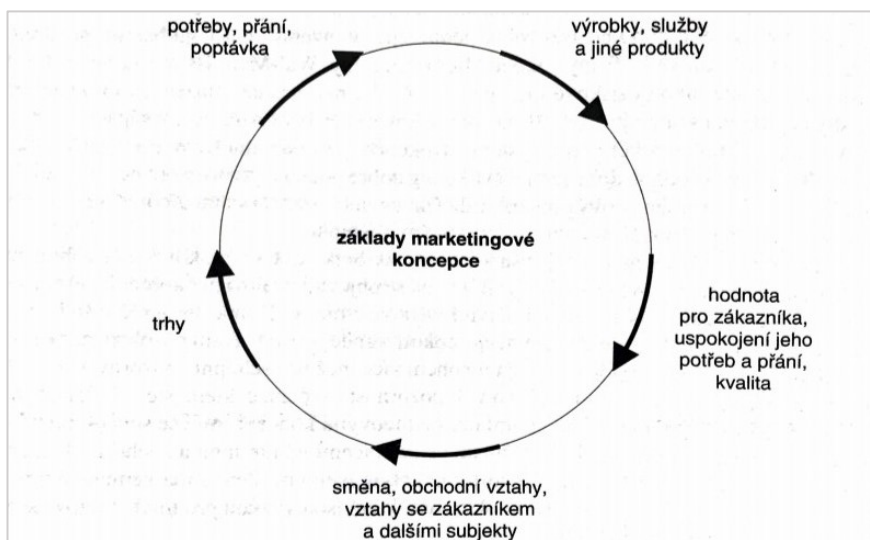 potřeby, přání,
poptávka
výrobky, služby
a jiné produkty
základy marketingové
koncepce
hodnota
pro zákazníka,
uspokojení jeho
potřeb a přání,
kvalita
směna, obchodní vztahy,
vztahy se zákazníkem
a dalšími subjekty
trhy